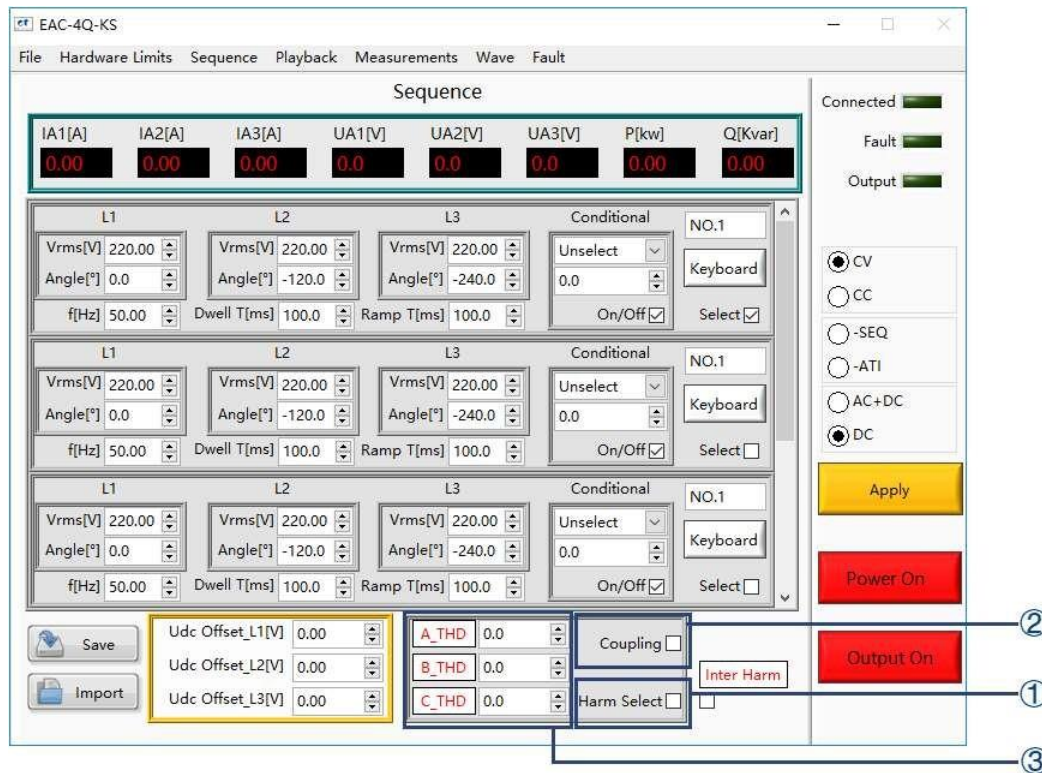 EAC-4Q-KS
File Hardware Limits Sequence Playback Measurements Wave Fault
Sequence
IA1[A] IA2[A] IA3[A] UA1[V] UA2[V] UA3[V] P[kw] Q[Kvar]
0.00 0.00 0.00 0.0 0.0 0.0 0.00 0.00
Connected
Fault
Output
L1 L2 L3 Conditional NO.1
Vrms[V] 220.00 Vrms[V] 220.00 Vrms[V] 220.00 Unselect Keyboard
Angle[°] 0.0 Angle[°] -120.0 Angle[°] -240.0 0.0
f[Hz] 50.00 Dwell T[ms] 100.0 Ramp T[ms] 100.0 On/Off Select
L1 L2 L3 Conditional NO.1
Vrms[V] 220.00 Vrms[V] 220.00 Vrms[V] 220.00 Unselect Keyboard
Angle[°] 0.0 Angle[°] -120.0 Angle[°] -240.0 0.0
f[Hz] 50.00 Dwell T[ms] 100.0 Ramp T[ms] 100.0 On/Off Select
L1 L2 L3 Conditional NO.1
Vrms[V] 220.00 Vrms[V] 220.00 Vrms[V] 220.00 Unselect Keyboard
Angle[°] 0.0 Angle[°] -120.0 Angle[°] -240.0 0.0
f[Hz] 50.00 Dwell T[ms] 100.0 Ramp T[ms] 100.0 On/Off Select
CV
CC
-SEQ
-ATI
AC+DC
DC
Apply
Power On
Output On
Save
Import
Udc Offset_L1[V] 0.00
Udc Offset_L2[V] 0.00
Udc Offset_L3[V] 0.00
A_THD 0.0
B_THD 0.0
C_THD 0.0
Coupling
Harm Select
Inter Harm
②
①
③